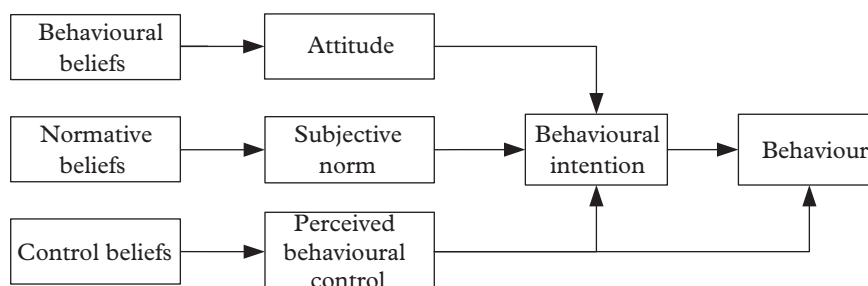 Behavioural
beliefs
Attitude
Normative
beliefs
Subjective
norm
Behavioural
intention
Behaviour
Control beliefs
Perceived
behavioural
control